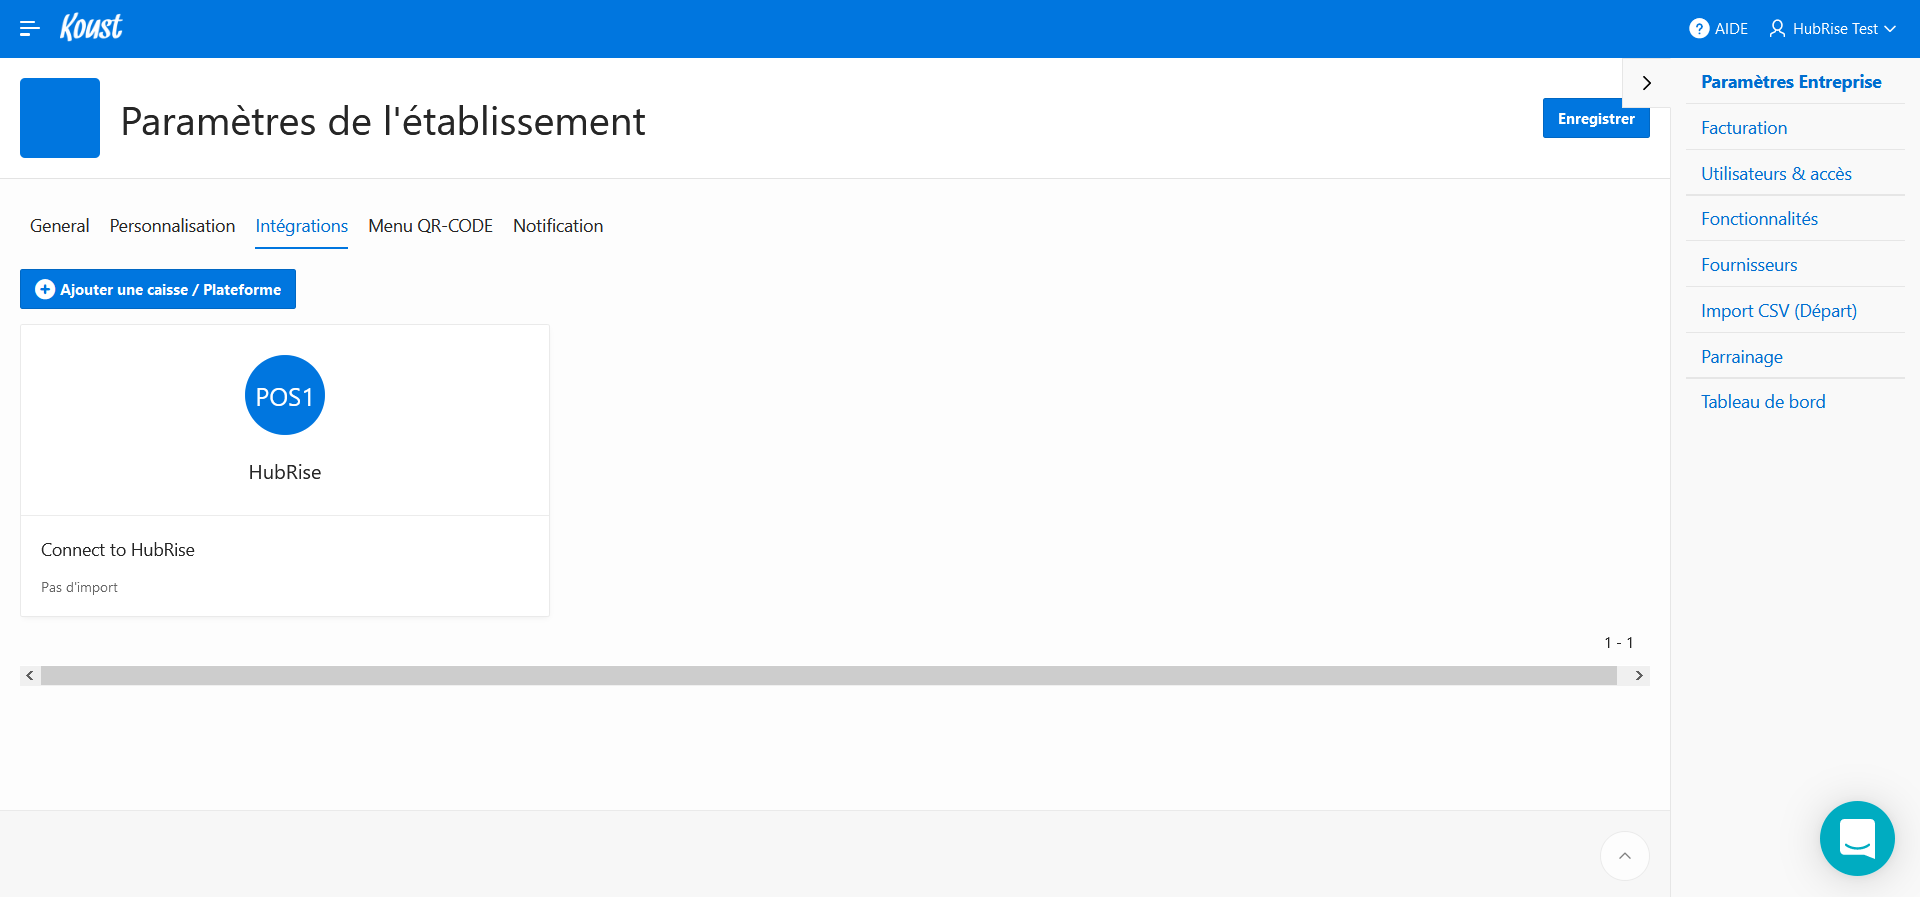 Koust
? AIDE
HubRise Test
Paramètres de l'établissement
Enregistrer
General
Personnalisation
Intégrations
Menu QR-CODE
Notification
Ajouter une caisse / Plateforme
POS1
HubRise
Connect to HubRise
Pas d'import
1 - 1
Paramètres Entreprise
Facturation
Utilisateurs & accès
Fonctionnalités
Fournisseurs
Import CSV (Départ)
Parrainage
Tableau de bord